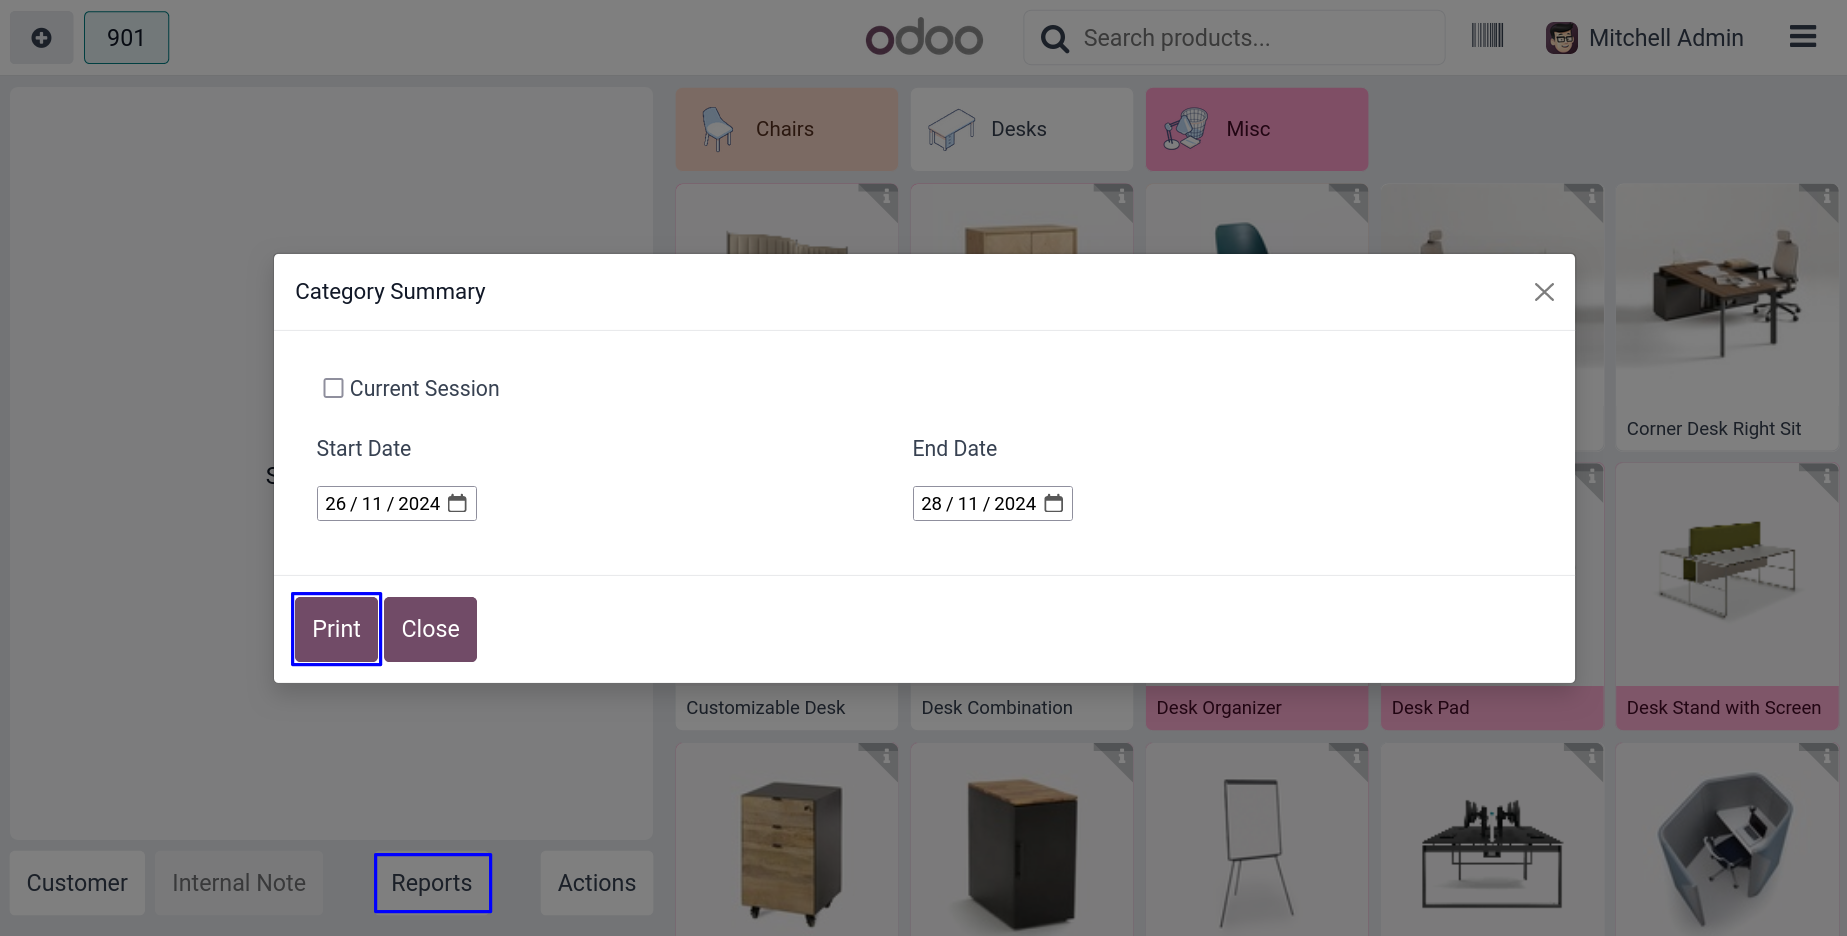 901
odoo
Search products...
Mitchell Admin
Chairs
Desks
Misc
Category Summary
Current Session
Start Date
End Date
26 / 11 / 2024
28 / 11 / 2024
Print
Close
Corner Desk Right Sit
S
Customizable Desk
Desk Combination
Desk Organizer
Desk Pad
Desk Stand with Screen
Customer
Internal Note
Reports
Actions